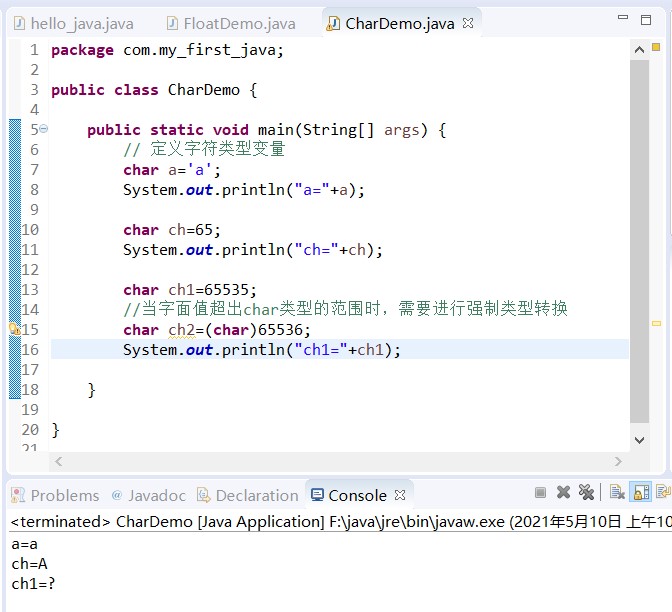 hello_java.java FloatDemo.java CharDemo.java
1 package com.my_first_java;
2
3 public class CharDemo {
4
5 public static void main(String[] args) {
6 // 定义字符类型变量
7 char a='a';
8 System.out.println("a="+a);
9
10 char ch=65;
11 System.out.println("ch="+ch);
12
13 char ch1=65535;
14 //当字面值超出char类型的范围时，需要进行强制类型转换
15 char ch2=(char)65536;
16 System.out.println("ch1="+ch1);
17
18 }
19
20 }
21
Problems @ Javadoc Declaration Console
<terminated> CharDemo [Java Application] F:\java\jre\bin\javaw.exe (2021年5月10日 上午10
a=a
ch=A
ch1=?